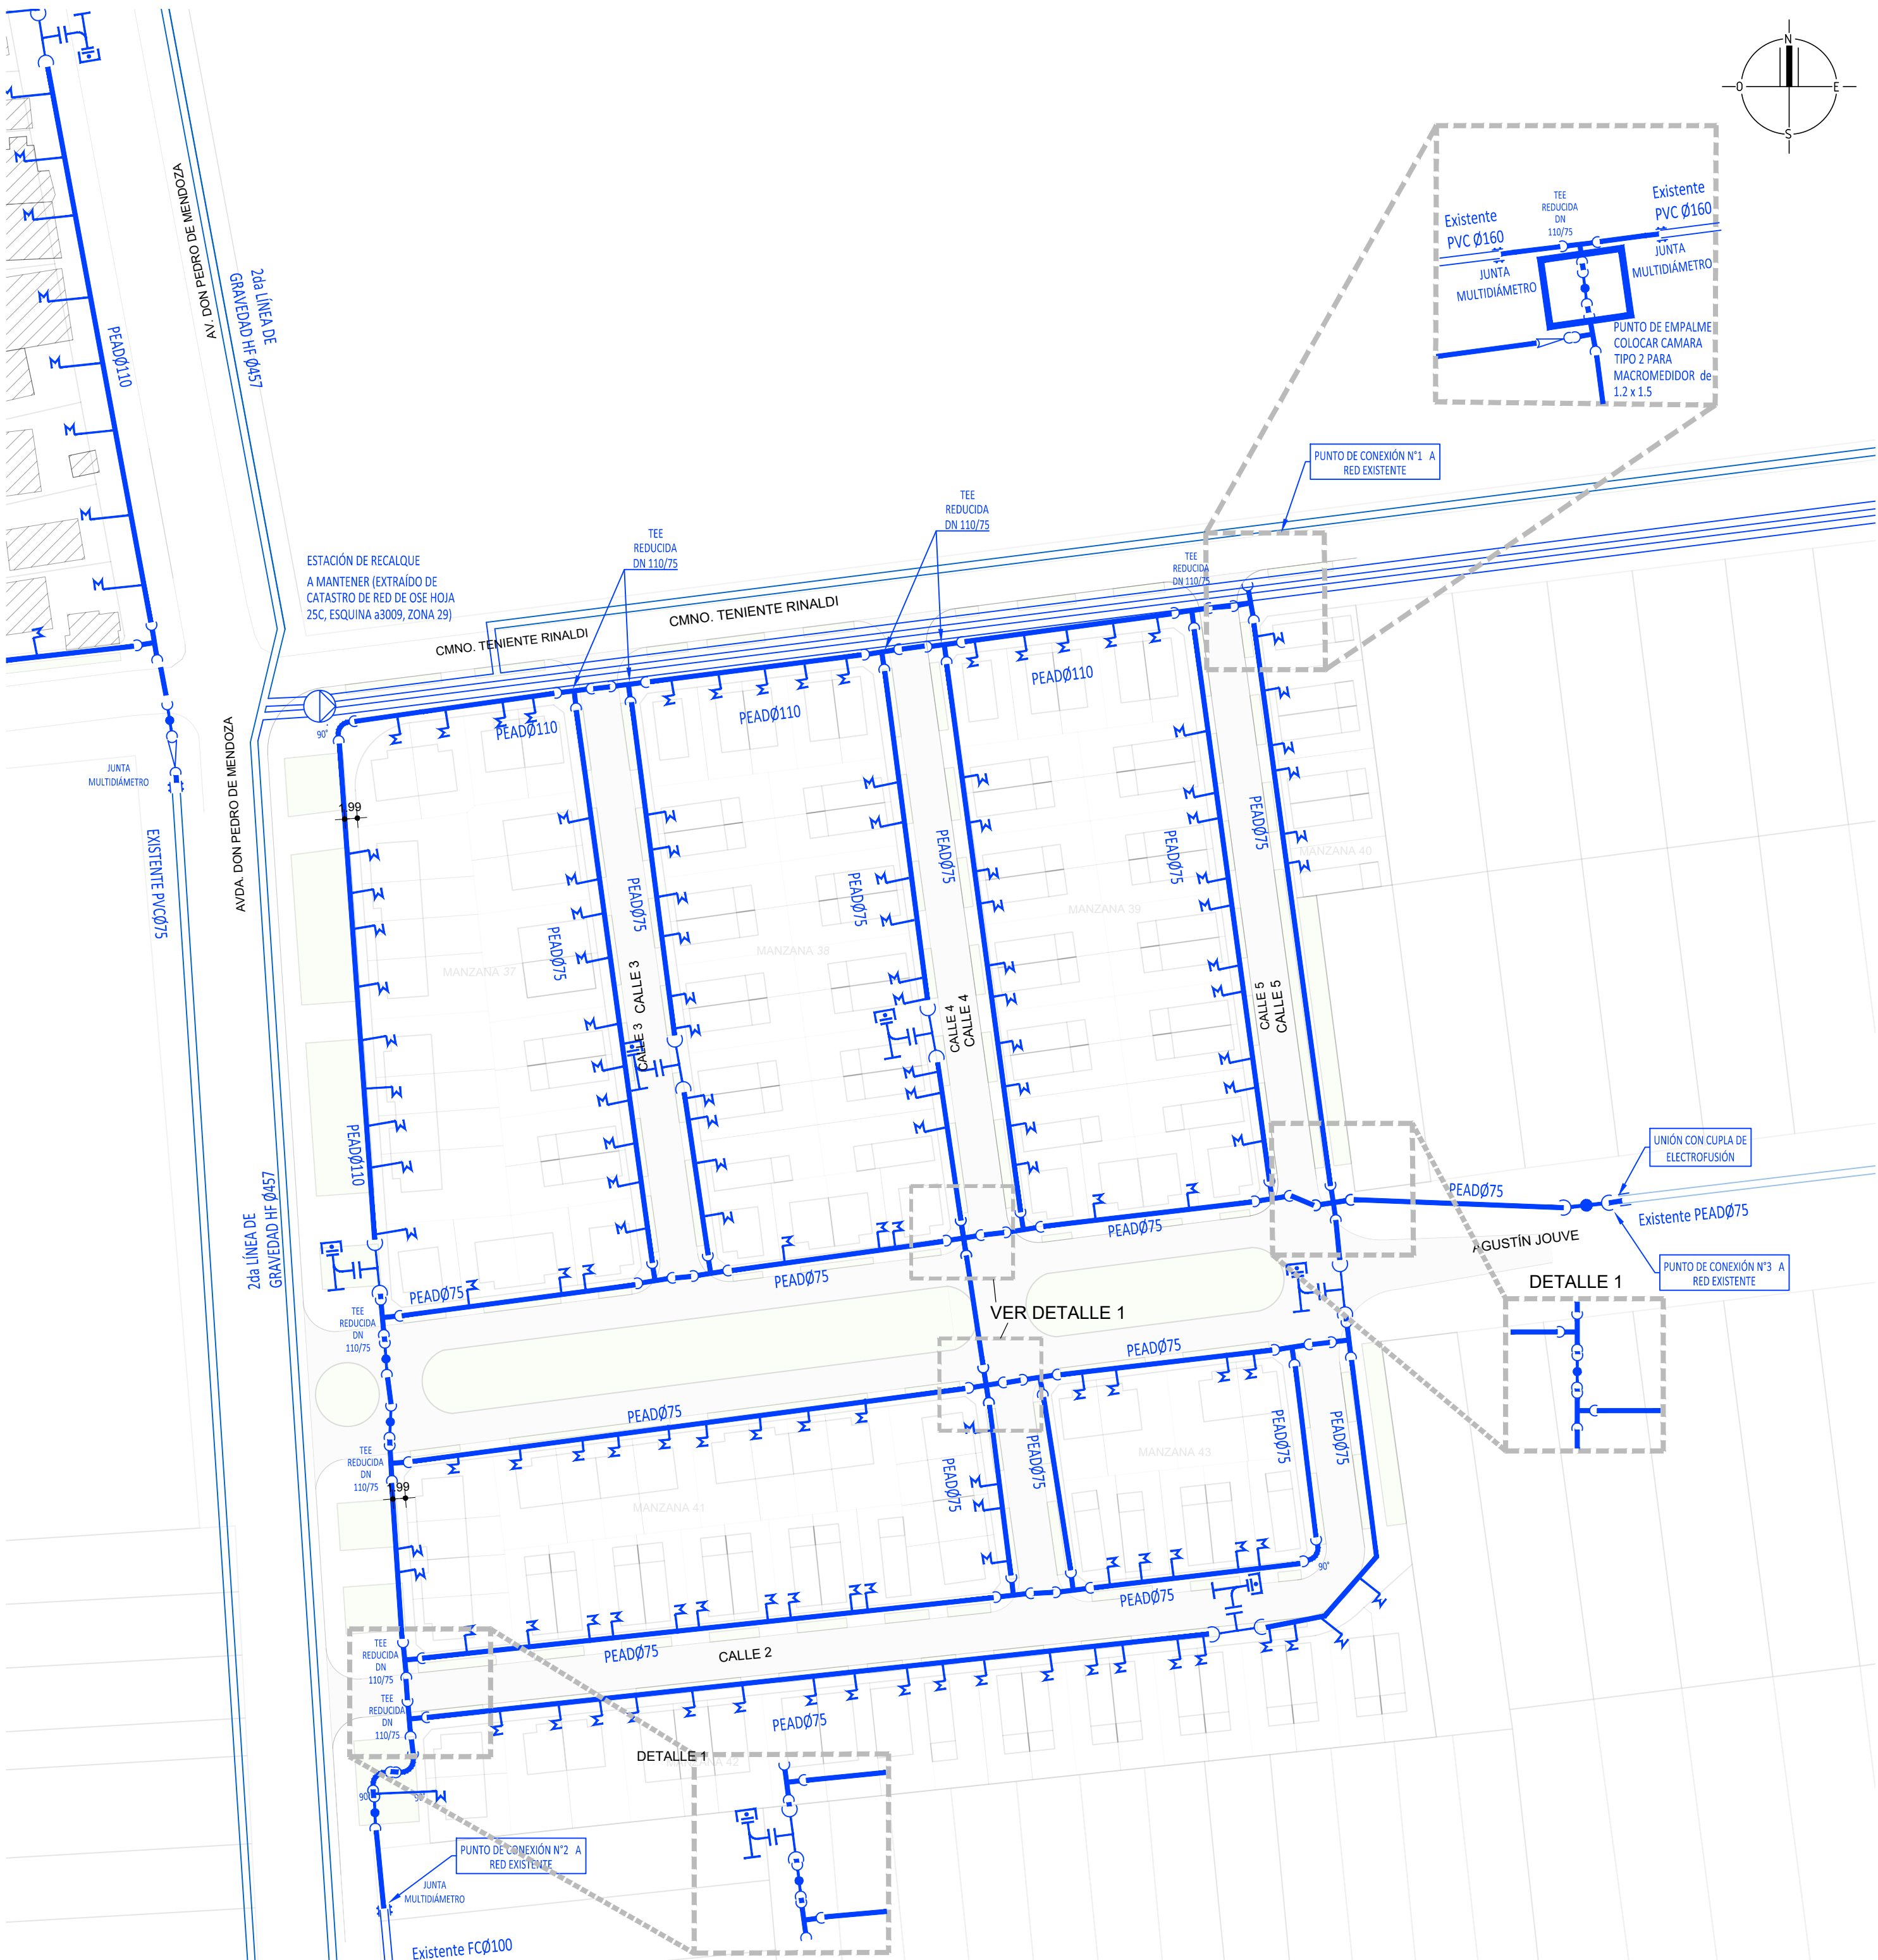 N
O
E
S
AV. DON PEDRO DE MENDOZA
2da LÍNEA DE
GRAVEDAD HF Ø457
PEADØ110
Existente
PVC Ø160
TEE
REDUCIDA
DN
110/75
Existente
PVC Ø160
JUNTA
MULTIDIÁMETRO
JUNTA
MULTIDIÁMETRO
PUNTO DE EMPALME
COLOCAR CAMARA
TIPO 2 PARA
MACROMEDIDOR de
1.2 x 1.5
PUNTO DE CONEXIÓN N°1 A
RED EXISTENTE
TEE
REDUCIDA
DN 110/75
TEE
REDUCIDA
DN 110/75
TEE
REDUCIDA
DN 110/75
ESTACIÓN DE RECALQUE
A MANTENER (EXTRAÍDO DE
CATASTRO DE RED DE OSE HOJA
25C, ESQUINA a3009, ZONA 29)
CMNO. TENIENTE RINALDI
CMNO. TENIENTE RINALDI
PEADØ110
PEADØ110
PEADØ110
90°
JUNTA
MULTIDIÁMETRO
AVDA. DON PEDRO DE MENDOZA
EXISTENTE PVCØ75
1.99
PEADØ75
PEADØ75
PEADØ75
PEADØ75
PEADØ75
PEADØ75
MANZANA 37
MANZANA 38
MANZANA 39
MANZANA 40
CALLE 3
CALLE 3
CALLE 4
CALLE 4
CALLE 5
CALLE 5
PEADØ110
2da LÍNEA DE
GRAVEDAD HF Ø457
UNIÓN CON CUPLA DE
ELECTROFUSIÓN
PEADØ75
Existente PEADØ75
AGUSTÍN JOUVE
PUNTO DE CONEXIÓN N°3 A
RED EXISTENTE
DETALLE 1
PEADØ75
PEADØ75
PEADØ75
VER DETALLE 1
TEE
REDUCIDA
DN
110/75
PEADØ75
PEADØ75
TEE
REDUCIDA
DN
110/75
1.99
PEADØ75
PEADØ75
PEADØ75
PEADØ75
MANZANA 41
MANZANA 43
90°
PEADØ75
PEADØ75
CALLE 2
TEE
REDUCIDA
DN
110/75
TEE
REDUCIDA
DN
110/75
PEADØ75
DETALLE 1
MANZANA 42
90°
90°
PUNTO DE CONEXIÓN N°2 A
RED EXISTENTE
JUNTA
MULTIDIÁMETRO
Existente FCØ100